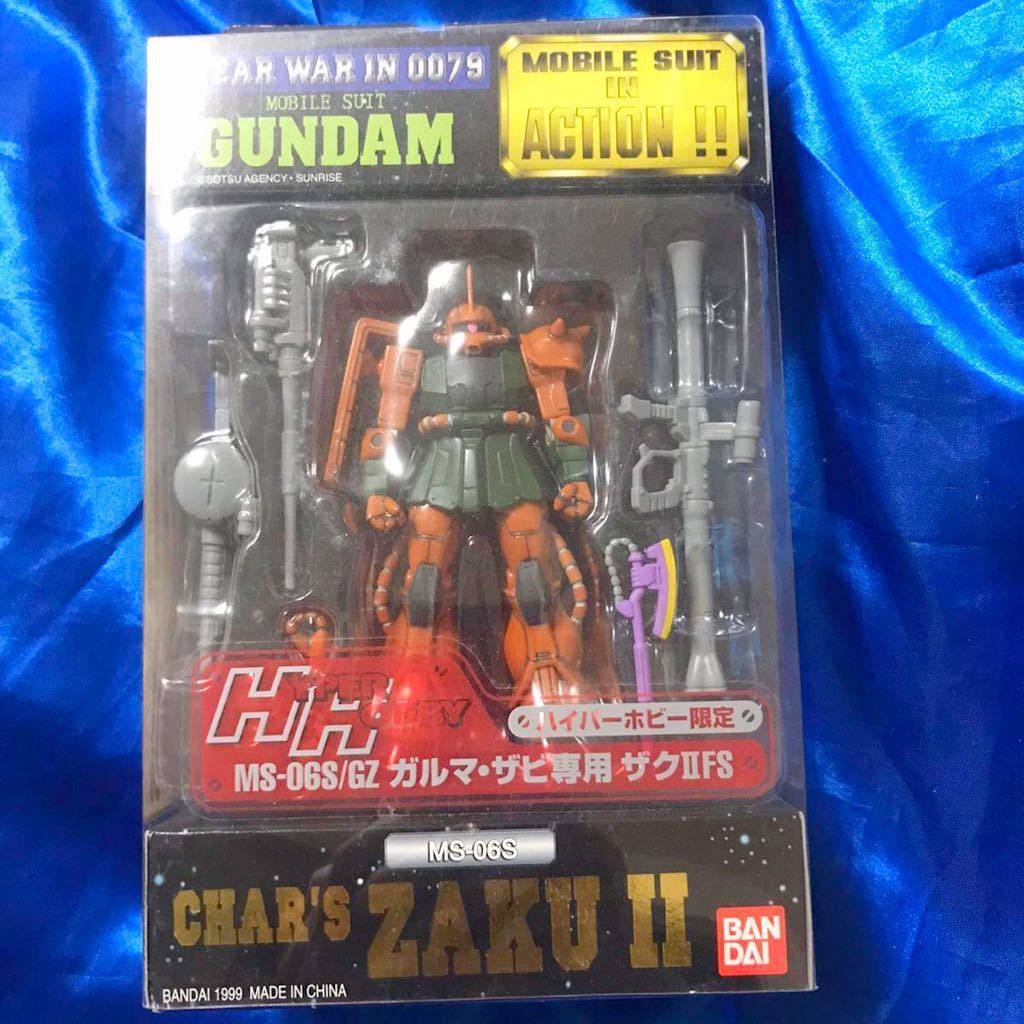 EAR WAR IN 0079
MOBILE SUIT
GUNDAM
©SOTSU AGENCY・SUNRISE
MOBILE SUIT
IN
ACTION !!
HYPER
HOBBY
ハイパーホビー限定
MS-06S/GZ ガルマ・ザビ専用 ザクIIFS
MS-06S
CHAR'S ZAKU II
BAN
DAI
BANDAI 1999 MADE IN CHINA